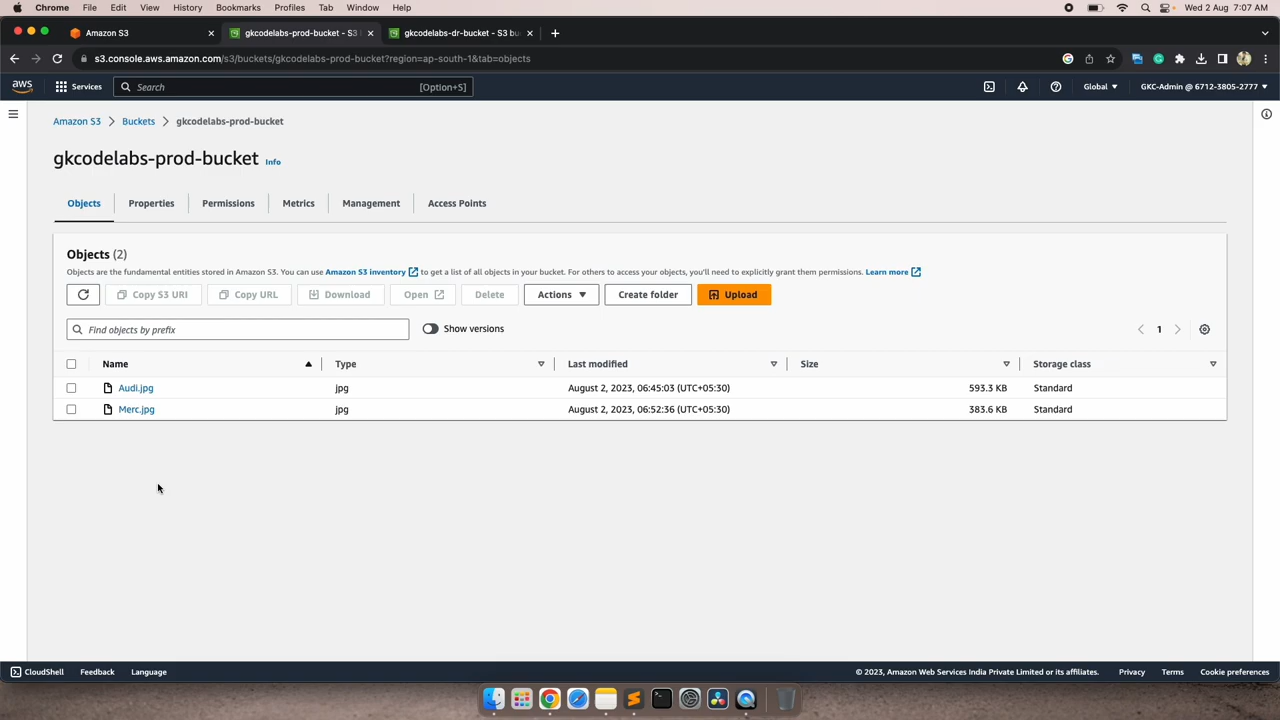 Chrome File Edit View History Bookmarks Profiles Tab Window Help Wed 2 Aug 7:07 AM
Amazon S3 gkcodelabs-prod-bucket - S3 gkcodelabs-dr-bucket - S3 bu
s3.console.aws.amazon.com/s3/buckets/gkcodelabs-prod-bucket?region=ap-south-1&tab=objects
aws Services Search [Option+S] Global GKC-Admin @ 6712-3805-2777
Amazon S3 Buckets gkcodelabs-prod-bucket
gkcodelabs-prod-bucket Info
Objects Properties Permissions Metrics Management Access Points
Objects (2)
Objects are the fundamental entities stored in Amazon S3. You can use Amazon S3 inventory to get a list of all objects in your bucket. For others to access your objects, you'll need to explicitly grant them permissions. Learn more
Copy S3 URI Copy URL Download Open Delete Actions Create folder Upload
Find objects by prefix Show versions 1
Name Type Last modified Size Storage class
Audi.jpg jpg August 2, 2023, 06:45:03 (UTC+05:30) 593.3 KB Standard
Merc.jpg jpg August 2, 2023, 06:52:36 (UTC+05:30) 383.6 KB Standard
CloudShell Feedback Language © 2023, Amazon Web Services India Private Limited or its affiliates. Privacy Terms Cookie preferences